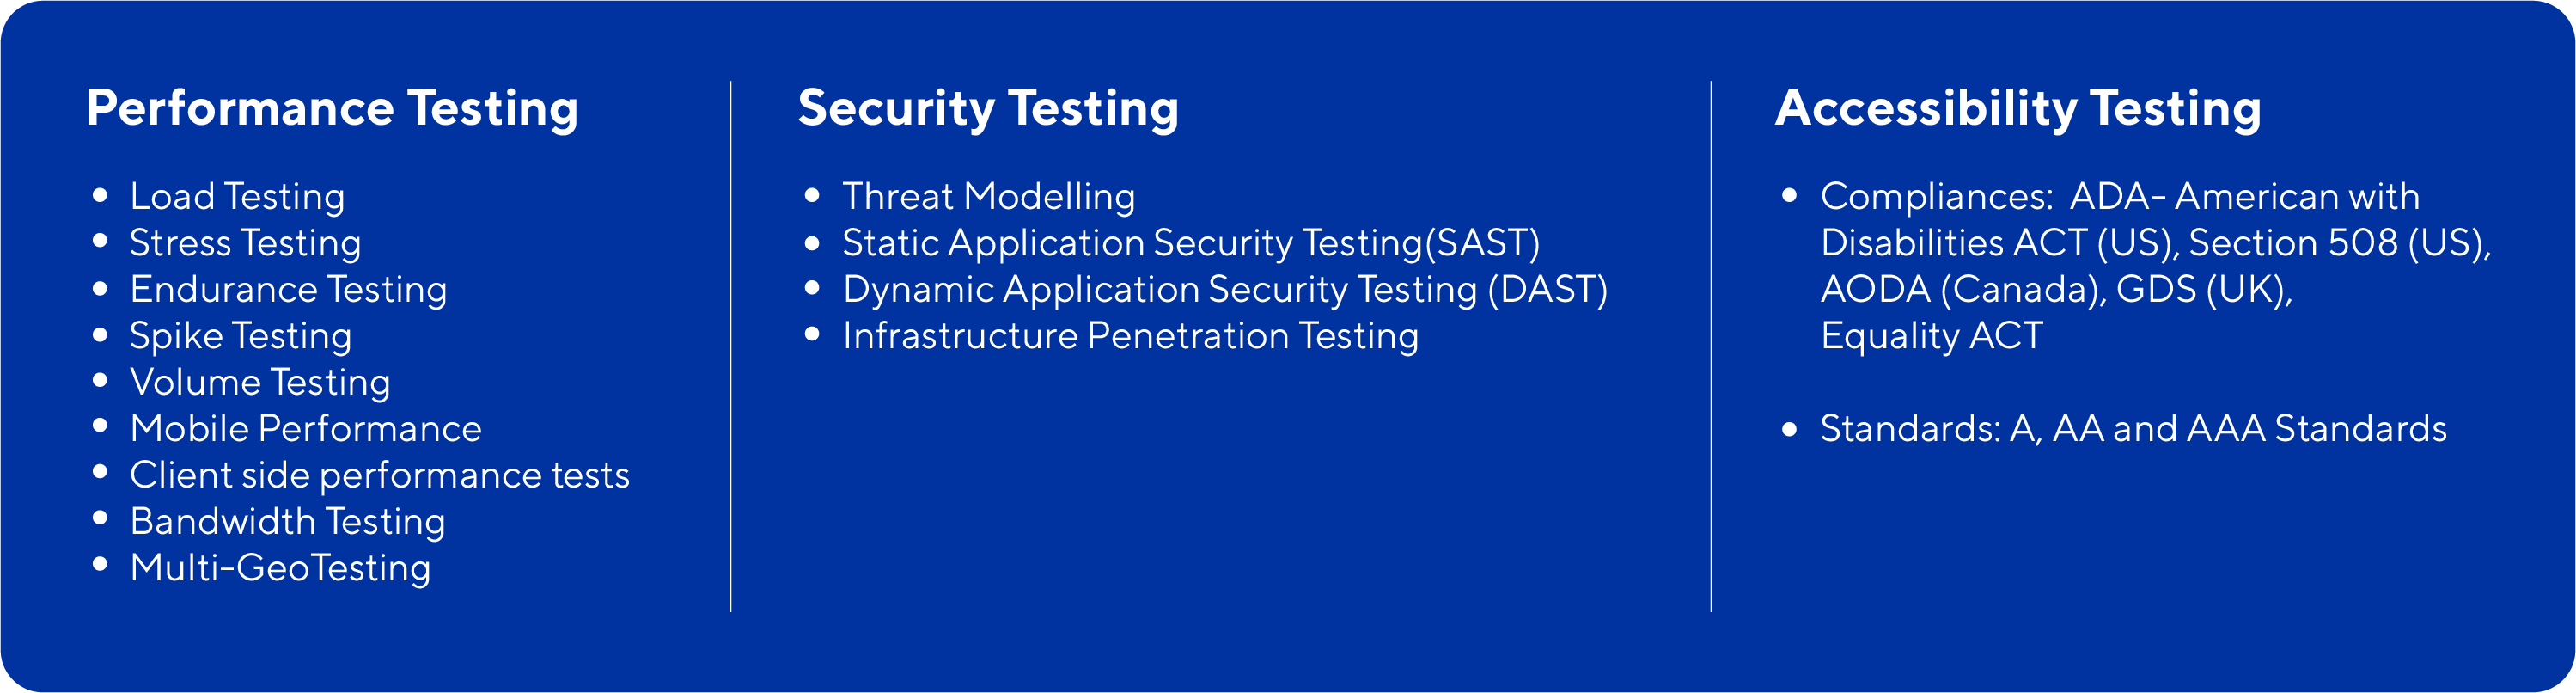 Performance Testing
Load Testing
Stress Testing
Endurance Testing
Spike Testing
Volume Testing
Mobile Performance
Client side performance tests
Bandwidth Testing
Multi-GeoTesting
Security Testing
Threat Modelling
Static Application Security Testing(SAST)
Dynamic Application Security Testing (DAST)
Infrastructure Penetration Testing
Accessibility Testing
Compliances:  ADA- American with
Disabilities ACT (US), Section 508 (US),
AODA (Canada), GDS (UK),
Equality ACT
Standards: A, AA and AAA Standards